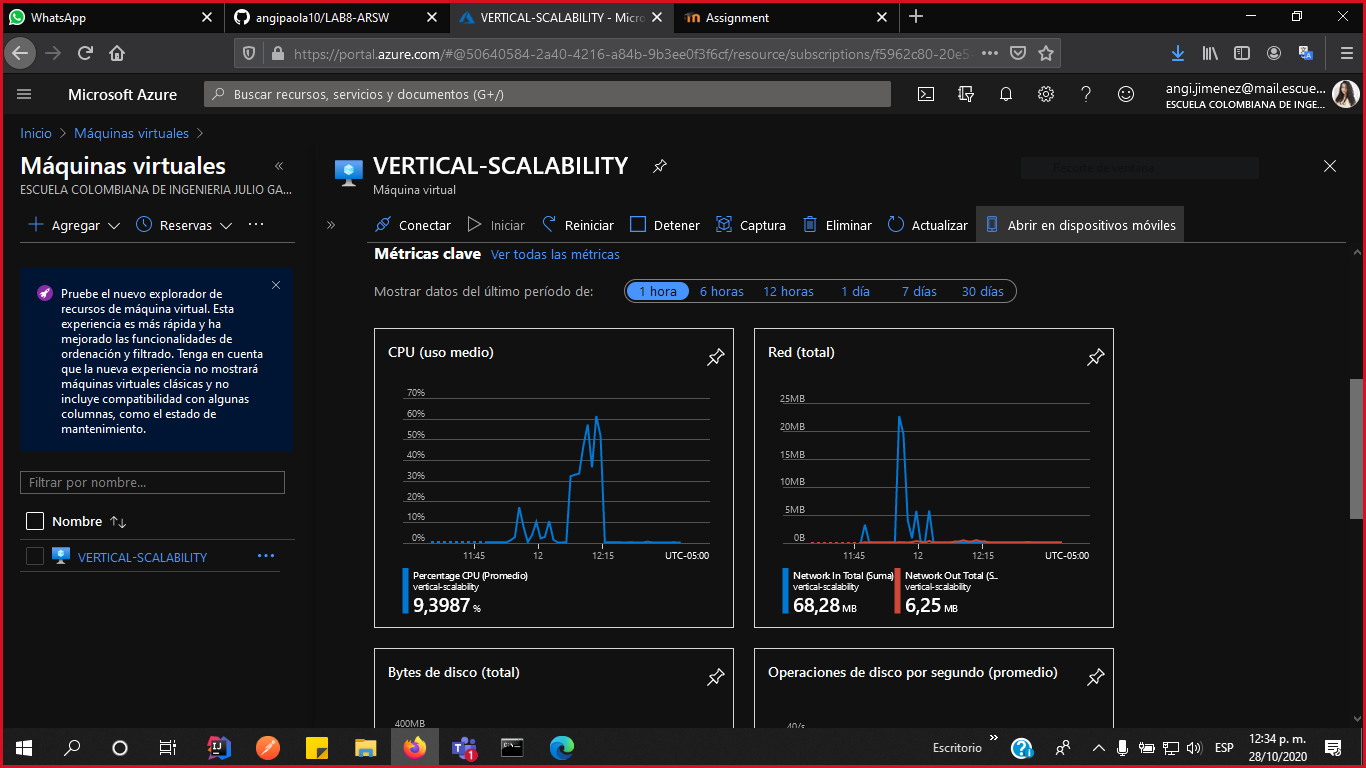 WhatsApp
angipaola10/LAB8-ARSW
VERTICAL-SCALABILITY - Micro
Assignment
https://portal.azure.com/#@50640584-2a40-4216-a84b-9b3ee0f3f6cf/resource/subscriptions/f5962c80-20e5
Microsoft Azure
Buscar recursos, servicios y documentos (G+/)
angi.jimenez@mail.escue...
ESCUELA COLOMBIANA DE INGE...
Inicio > Máquinas virtuales >
Máquinas virtuales
ESCUELA COLOMBIANA DE INGENIERIA JULIO GA...
Agregar
Reservas
VERTICAL-SCALABILITY
Máquina virtual
Recorte de ventana
Conectar
Iniciar
Reiniciar
Detener
Captura
Eliminar
Actualizar
Abrir en dispositivos móviles
Pruebe el nuevo explorador de
recursos de máquina virtual. Esta
experiencia es más rápida y ha
mejorado las funcionalidades de
ordenación y filtrado. Tenga en cuenta
que la nueva experiencia no mostrará
máquinas virtuales clásicas y no
incluye compatibilidad con algunas
columnas, como el estado de
mantenimiento.
Filtrar por nombre...
Nombre
VERTICAL-SCALABILITY
Métricas clave Ver todas las métricas
Mostrar datos del último período de:
1 hora
6 horas
12 horas
1 día
7 días
30 días
CPU (uso medio)
70%
60%
50%
40%
30%
20%
10%
0%
11:45
12
12:15
UTC-05:00
Percentage CPU (Promedio)
vertical-scalability
9,3987 %
Red (total)
25MB
20MB
15MB
10MB
5MB
0B
11:45
12
12:15
UTC-05:00
Network In Total (Suma)
vertical-scalability
68,28 MB
Network Out Total (S...
vertical-scalability
6,25 MB
Bytes de disco (total)
400MB
Operaciones de disco por segundo (promedio)
40/s
1
Escritorio
»
ESP
12:34 p. m.
28/10/2020